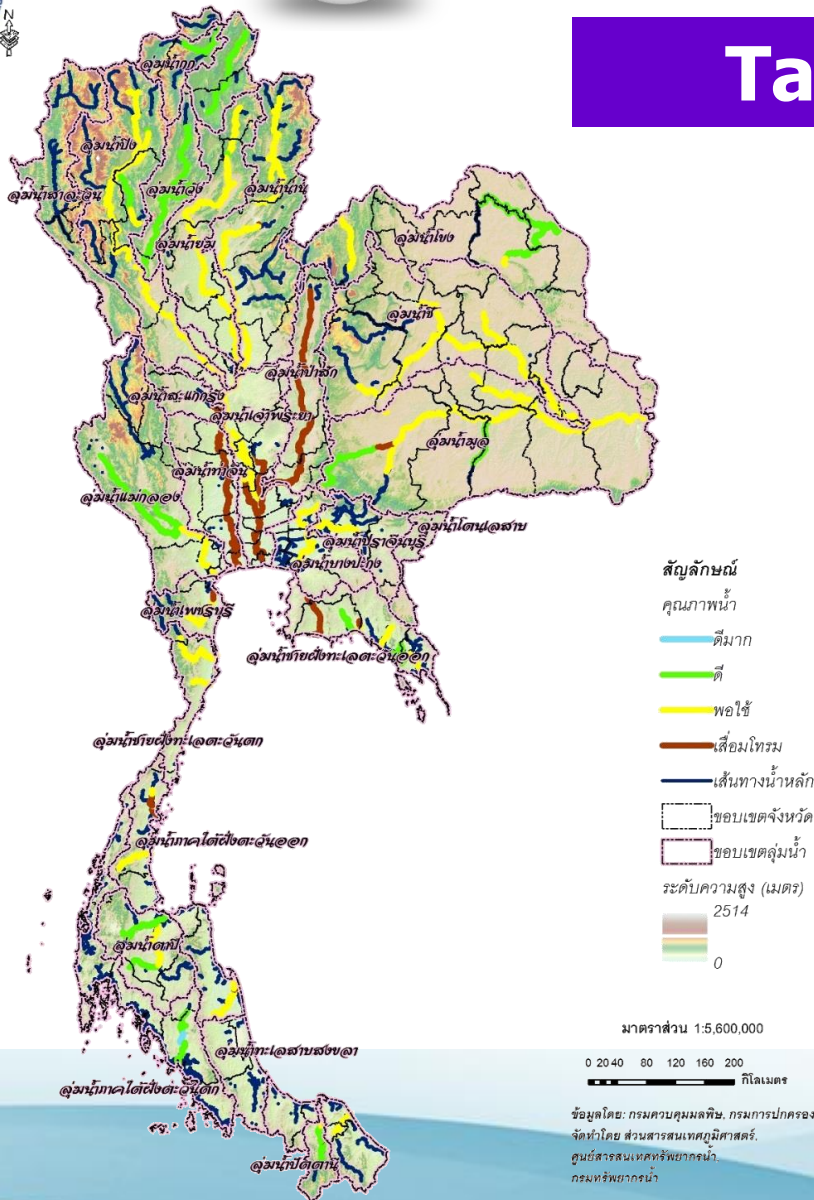 N
Ta
ลุ่มน้ำกก
ลุ่มน้ำปิง
ลุ่มน้ำสาละวิน
ลุ่มน้ำวัง
ลุ่มน้ำน่าน
ลุ่มน้ำยม
ลุ่มน้ำโขง
ลุ่มน้ำชี
ลุ่มน้ำป่าสัก
ลุ่มน้ำสะแกกรัง
ลุ่มน้ำเจ้าพระยา
ลุ่มน้ำมูล
ลุ่มน้ำท่าจีน
ลุ่มน้ำแม่กลอง
ลุ่มน้ำโตนเลสาบ
ลุ่มน้ำปราจีนบุรี
ลุ่มน้ำบางปะกง
ลุ่มน้ำเพชรบุรี
ลุ่มน้ำชายฝั่งทะเลตะวันออก
ลุ่มน้ำชายฝั่งทะเลตะวันตก
ลุ่มน้ำภาคใต้ฝั่งตะวันออก
ลุ่มน้ำตาปี
ลุ่มน้ำทะเลสาบสงขลา
ลุ่มน้ำภาคใต้ฝั่งตะวันตก
ลุ่มน้ำปัตตานี
สัญลักษณ์
คุณภาพน้ำ
ดีมาก
ดี
พอใช้
เสื่อมโทรม
เส้นทางน้ำหลัก
ขอบเขตจังหวัด
ขอบเขตลุ่มน้ำ
ระดับความสูง (เมตร)
2514
0
มาตราส่วน 1:5,600,000
0 20 40 80 120 160 200
กิโลเมตร
ข้อมูลโดย: กรมควบคุมมลพิษ, กรมการปกครอง
จัดทำโดย ส่วนสารสนเทศภูมิศาสตร์,
ศูนย์สารสนเทศทรัพยากรน้ำ,
กรมทรัพยากรน้ำ